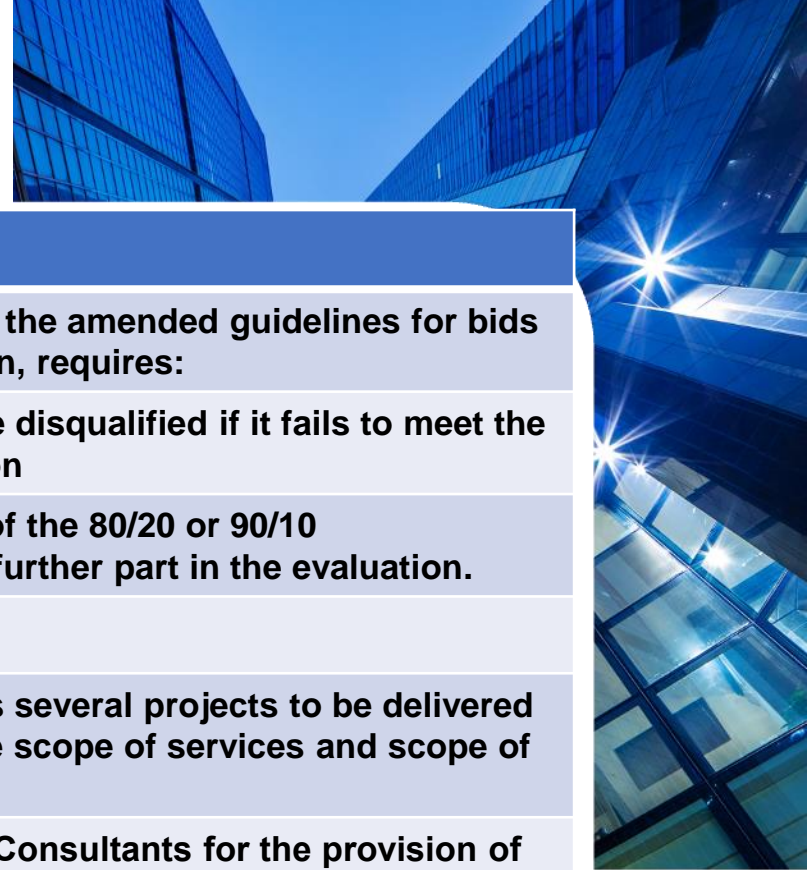 the amended guidelines for bids
n, requires:
e disqualified if it fails to meet the
on
of the 80/20 or 90/10
further part in the evaluation.
s several projects to be delivered
e scope of services and scope of
Consultants for the provision of